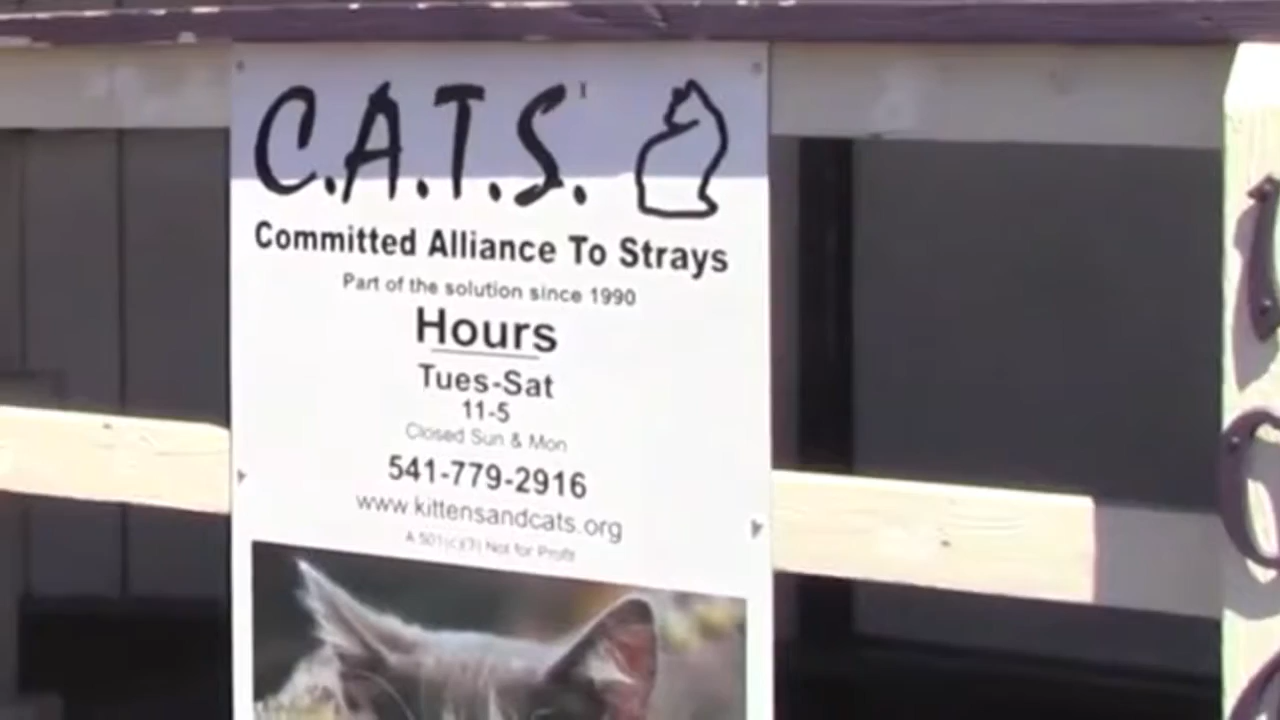 C.A.T.S.
Committed Alliance To Strays
Part of the solution since 1990
Hours
Tues-Sat
11-5
Closed Sun & Mon
541-779-2916
www.kittensandcats.org
A 501(c)(3) Not for Profit